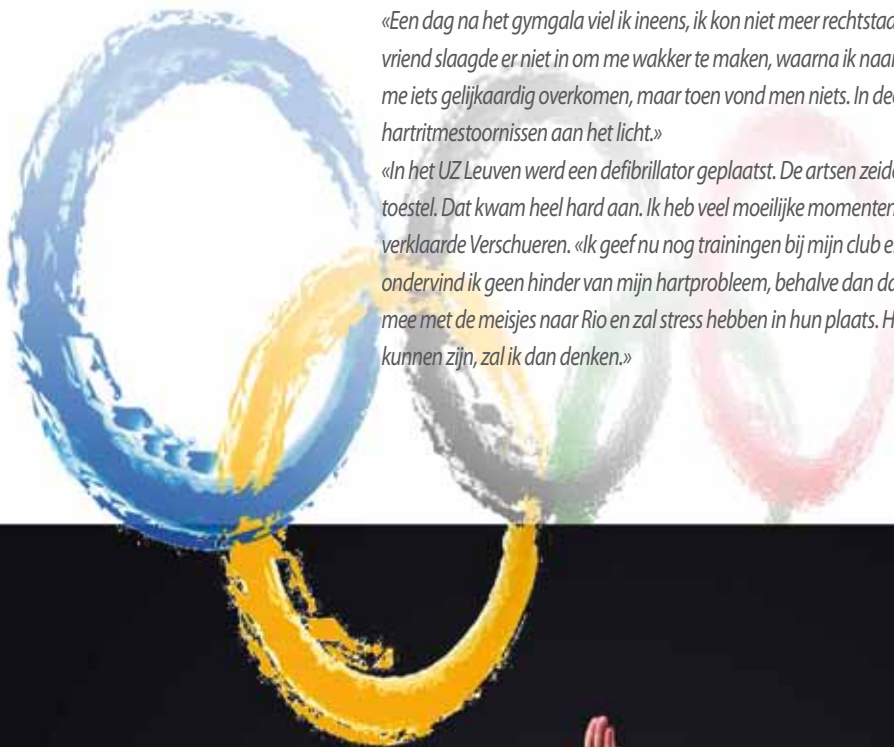 «Een dag na het gymgala viel ik ineens, ik kon niet meer rechtstaa
vriend slaagde er niet in om me wakker te maken, waarna ik naar
me iets gelijkaardig overkomen, maar toen vond men niets. In dec
hartritmestoornissen aan het licht.»
«In het UZ Leuven werd een defibrillator geplaatst. De artsen zeide
toestel. Dat kwam heel hard aan. Ik heb veel moeilijke momenten
verklaarde Verschueren. «Ik geef nu nog trainingen bij mijn club e
ondervind ik geen hinder van mijn hartprobleem, behalve dan da
mee met de meisjes naar Rio en zal stress hebben in hun plaats. H
kunnen zijn, zal ik dan denken.»